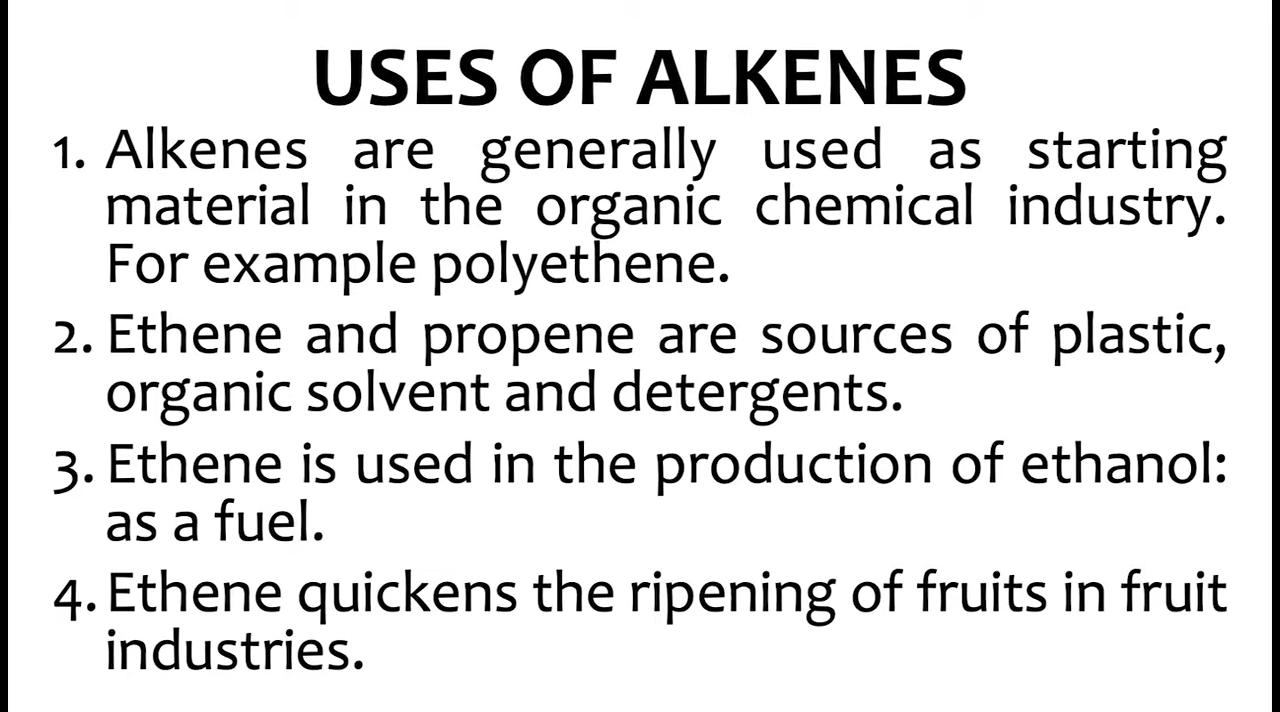 USES OF ALKENES
1. Alkenes are generally used as starting
material in the organic chemical industry.
For example polyethene.
2. Ethene and propene are sources of plastic,
organic solvent and detergents.
3. Ethene is used in the production of ethanol:
as a fuel.
4. Ethene quickens the ripening of fruits in fruit
industries.